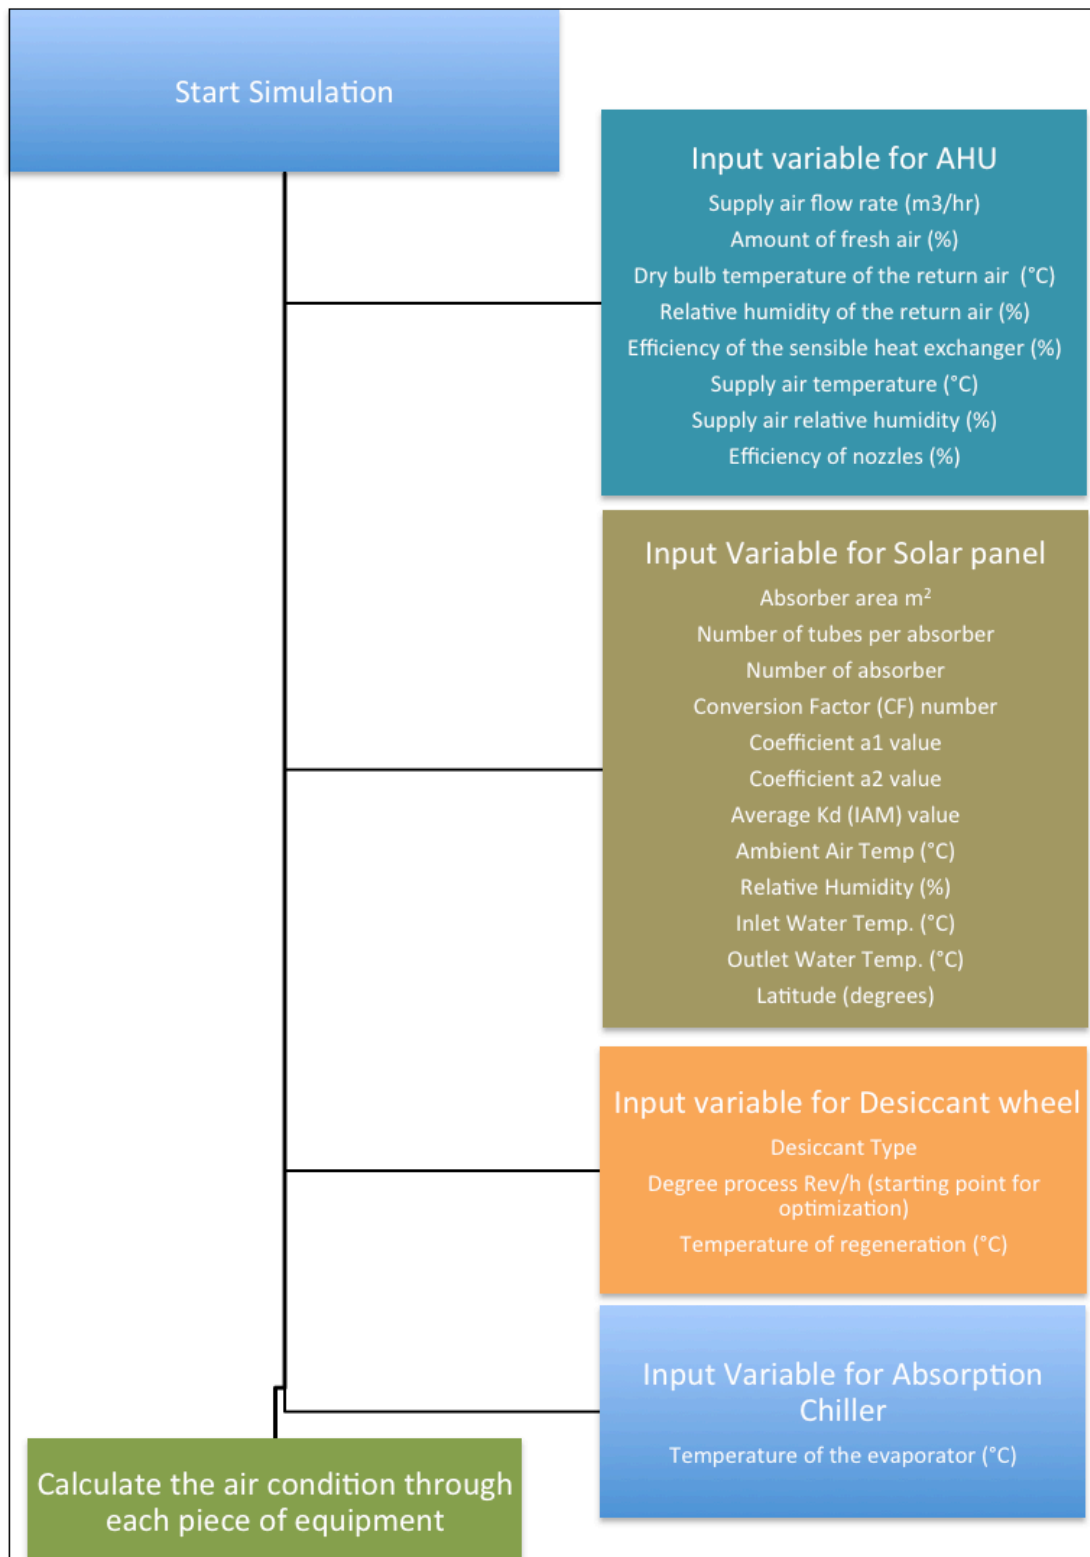 Start Simulation
Input variable for AHU
Supply air flow rate (m3/hr)
Amount of fresh air (%)
Dry bulb temperature of the return air  (°C)
Relative humidity of the return air (%)
Efficiency of the sensible heat exchanger (%)
Supply air temperature (°C)
Supply air relative humidity (%)
Efficiency of nozzles (%)
Input Variable for Solar panel
Absorber area m²
Number of tubes per absorber
Number of absorber
Conversion Factor (CF) number
Coefficient a1 value
Coefficient a2 value
Average Kd (IAM) value
Ambient Air Temp (°C)
Relative Humidity (%)
Inlet Water Temp. (°C)
Outlet Water Temp. (°C)
Latitude (degrees)
Input variable for Desiccant wheel
Desiccant Type
Degree process Rev/h (starting point for
optimization)
Temperature of regeneration (°C)
Input Variable for Absorption
Chiller
Temperature of the evaporator (°C)
Calculate the air condition through
each piece of equipment